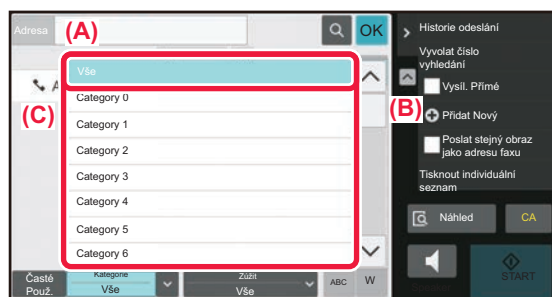 Adresa
(A)
OK
Historie odeslání
Vyvolat číslo
vyhledání
Vysíl. Přímé
(B)
Přidat Nový
Poslat stejný obraz
jako adresu faxu
Tisknout individuální
seznam
Náhled
CA
START
Vše
A
(C)
Category 0
Category 1
Category 2
Category 3
Category 4
Category 5
Category 6
Časté
Použ.
Kategorie
Vše
Zúžit
Vše
ABC
W